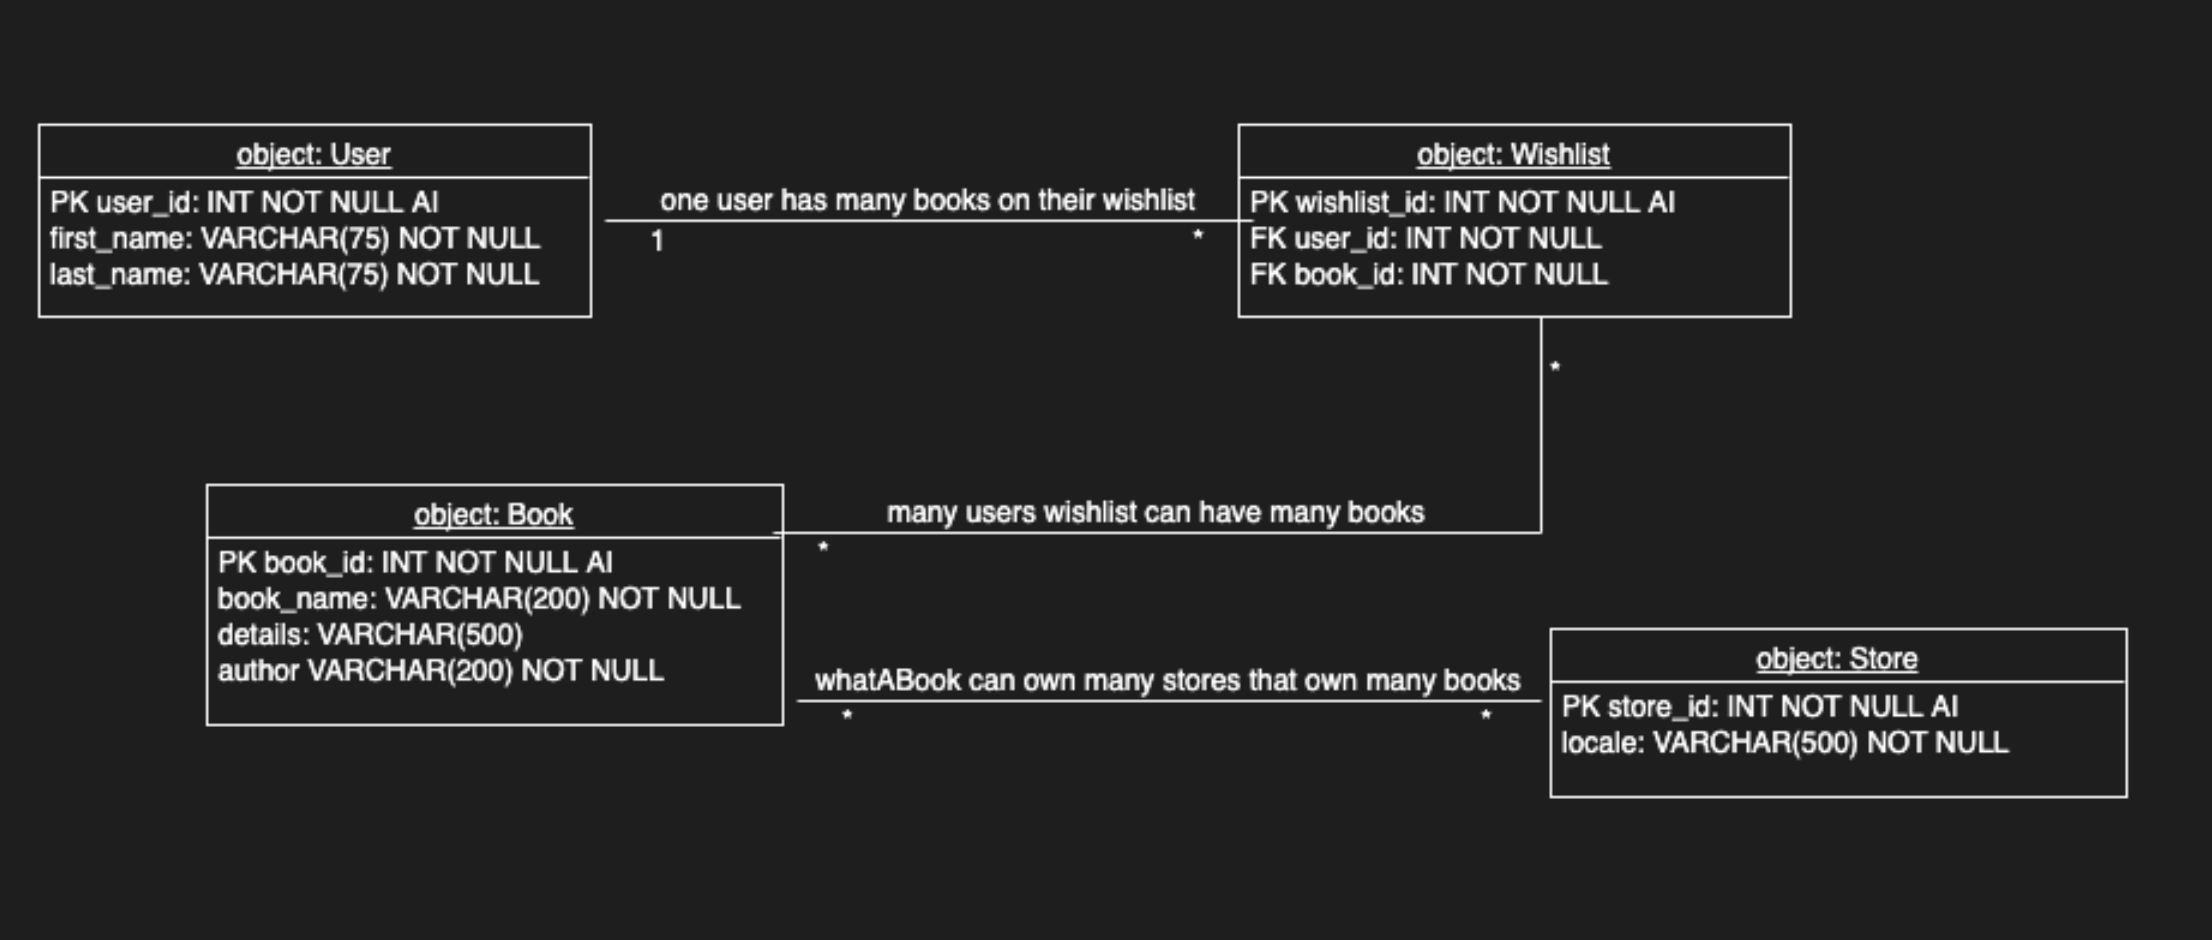 object: User
PK user_id: INT NOT NULL AI
first_name: VARCHAR(75) NOT NULL
last_name: VARCHAR(75) NOT NULL
one user has many books on their wishlist
1
*
object: Wishlist
PK wishlist_id: INT NOT NULL AI
FK user_id: INT NOT NULL
FK book_id: INT NOT NULL
*
many users wishlist can have many books
*
object: Book
PK book_id: INT NOT NULL AI
book_name: VARCHAR(200) NOT NULL
details: VARCHAR(500)
author VARCHAR(200) NOT NULL
whatABook can own many stores that own many books
*
*
object: Store
PK store_id: INT NOT NULL AI
locale: VARCHAR(500) NOT NULL